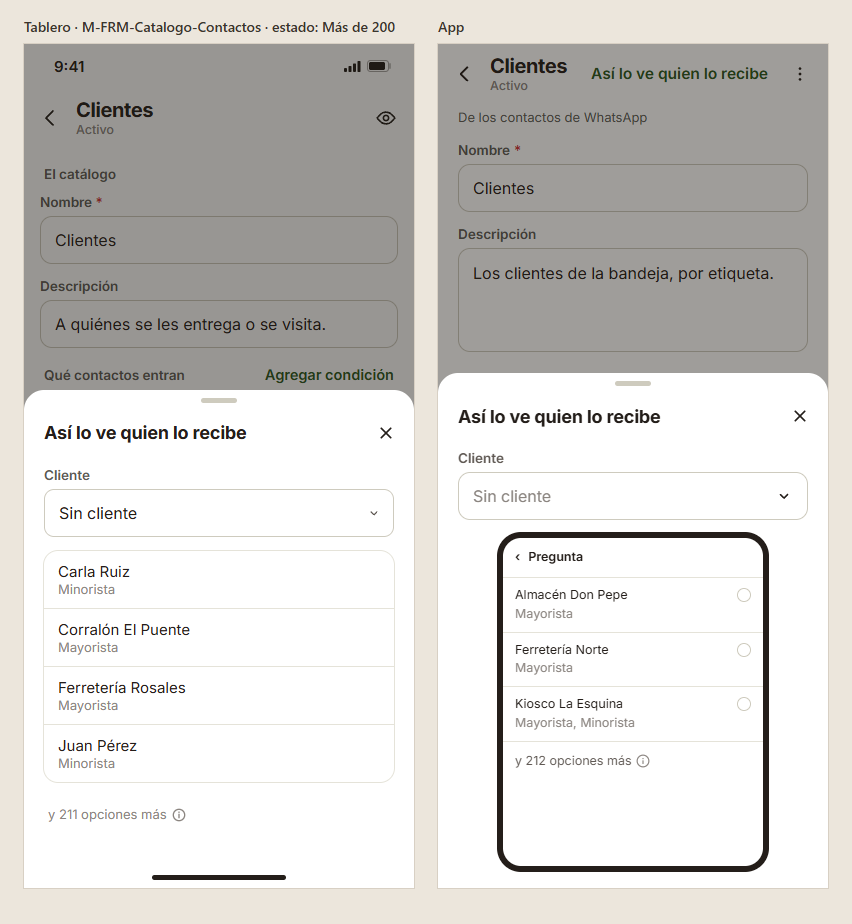 Tablero · M-FRM-Catalogo-Contactos · estado: Más de 200
9:41
Clientes
Activo
El catálogo
Nombre *
Clientes
Descripción
A quiénes se les entrega o se visita.
Qué contactos entran
Agregar condición
Así lo ve quien lo recibe
Cliente
Sin cliente
Carla Ruiz
Minorista
Corralón El Puente
Mayorista
Ferretería Rosales
Mayorista
Juan Pérez
Minorista
y 211 opciones más
App
Clientes
Activo
Así lo ve quien lo recibe
De los contactos de WhatsApp
Nombre *
Clientes
Descripción
Los clientes de la bandeja, por etiqueta.
Así lo ve quien lo recibe
Cliente
Sin cliente
Pregunta
Almacén Don Pepe
Mayorista
Ferretería Norte
Mayorista
Kiosco La Esquina
Mayorista, Minorista
y 212 opciones más